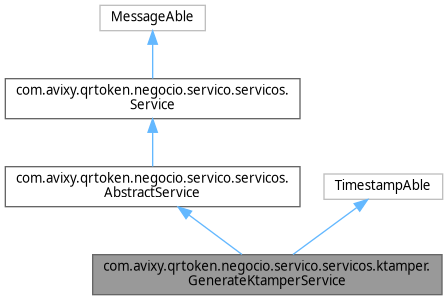 MessageAble
com.avixy.qrtoken.negocio.servico.servicos.
Service
com.avixy.qrtoken.negocio.servico.servicos.
AbstractService
TimestampAble
com.avixy.qrtoken.negocio.servico.servicos.ktamper.
GenerateKtamperService